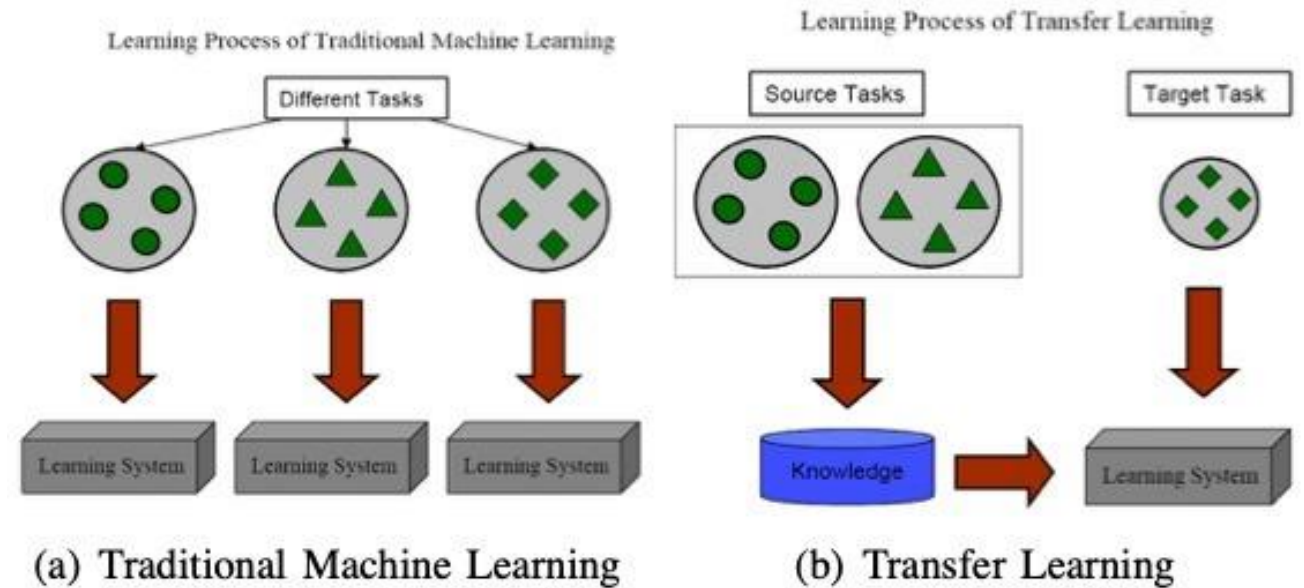 Learning Process of Traditional Machine Learning
Different Tasks
Learning System
Learning System
Learning System
(a) Traditional Machine Learning
Learning Process of Transfer Learning
Source Tasks
Target Task
Knowledge
Learning System
(b) Transfer Learning